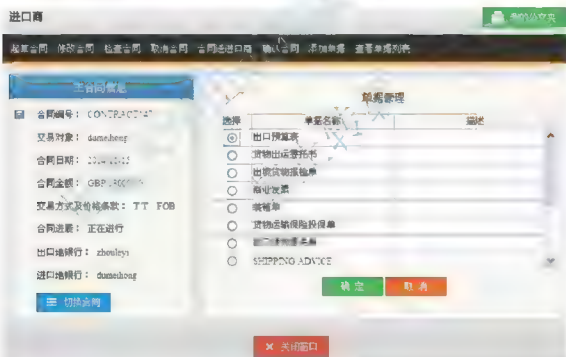 进口商
我的公文夹
起草合同 修改合同 检查合同 取消合同 合同送进口商 确认合同 添加单据 查看单据列表
主合同信息
合同编号：
交易对象：
合同日期：
合同金额： GBP
交易方式及价格条款： T T FOB
合同进展： 正在进行
出口地银行： zhouleyi
进口地银行： dumeihong
切换合同
单据管理
选择 单据名称 描述
出口预算表
货物出运委托书
出境货物报检单
商业发票
装箱单
货物运输保险投保单
SHIPPING ADVICE
确 定 取 消
关闭窗口